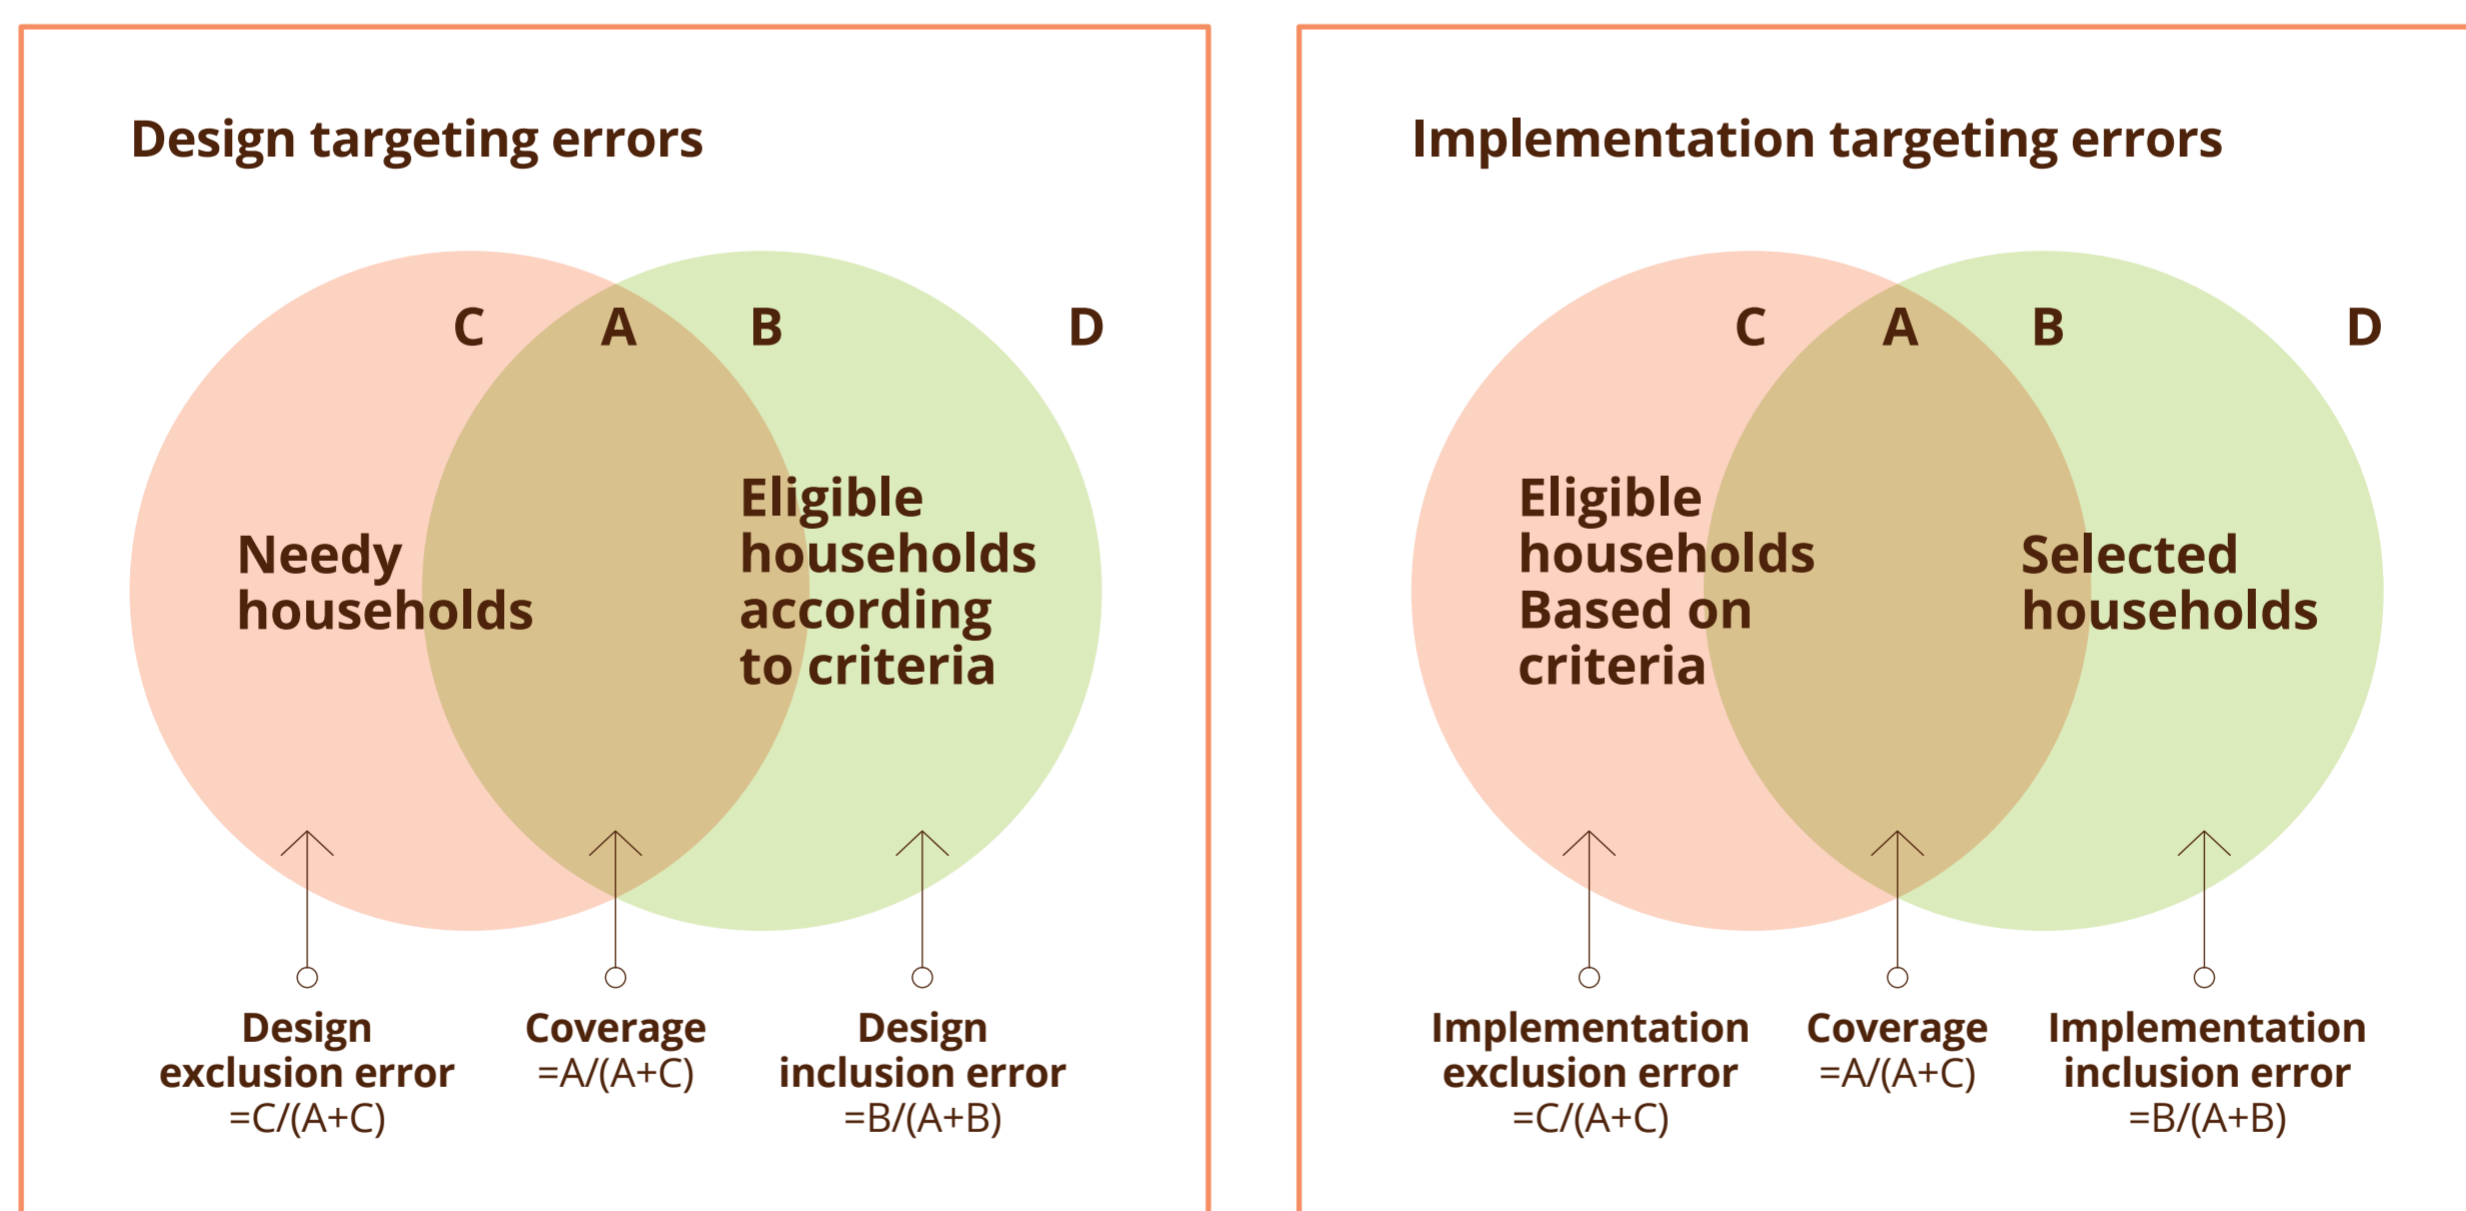 Design targeting errors
C A B D
Needy
households
Eligible
households
according
to criteria
Design
exclusion error
=C/(A+C)
Coverage
=A/(A+C)
Design
inclusion error
=B/(A+B)
Implementation targeting errors
C A B D
Eligible
households
Based on
criteria
Selected
households
Implementation
exclusion error
=C/(A+C)
Coverage
=A/(A+C)
Implementation
inclusion error
=B/(A+B)